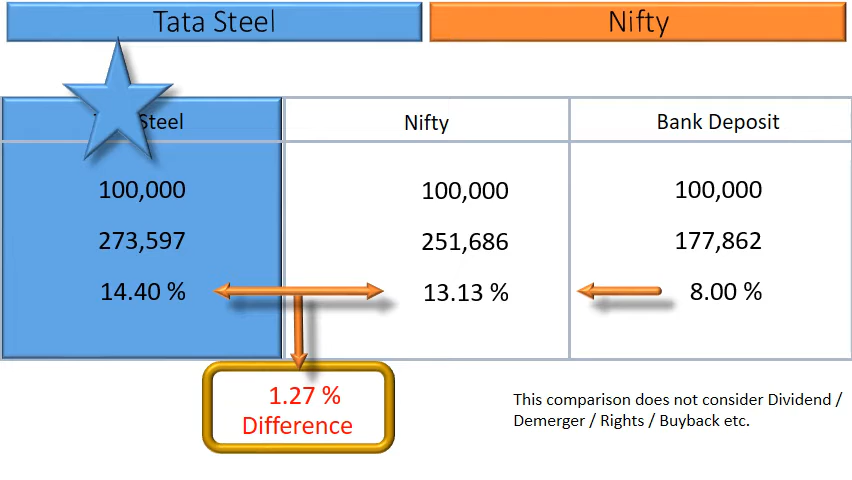 Tata Steel
Nifty
Steel
Nifty
Bank Deposit
100,000
100,000
100,000
273,597
251,686
177,862
14.40 %
13.13 %
8.00 %
1.27 %
Difference
This comparison does not consider Dividend /
Demerger / Rights / Buyback etc.